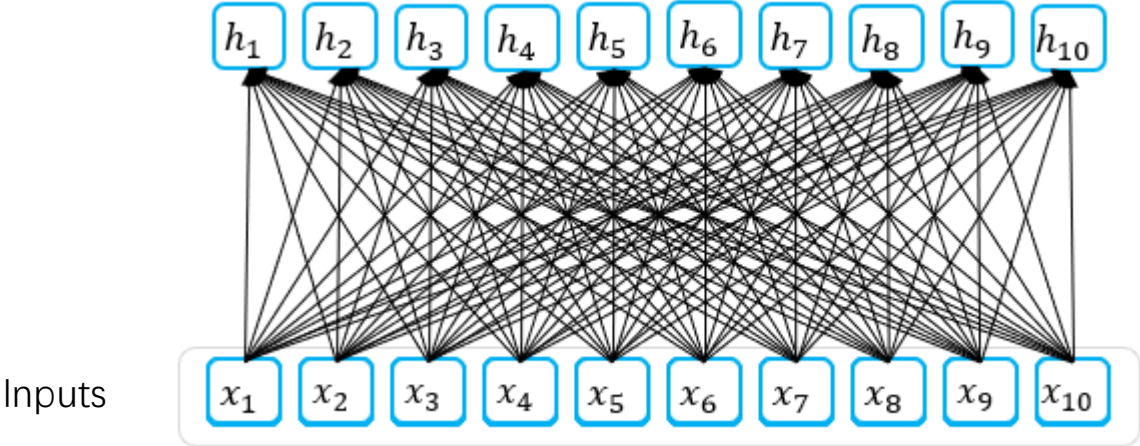 h₁ h₂ h₃ h₄ h₅ h₆ h₇ h₈ h₉ h₁₀
Inputs x₁ x₂ x₃ x₄ x₅ x₆ x₇ x₈ x₉ x₁₀